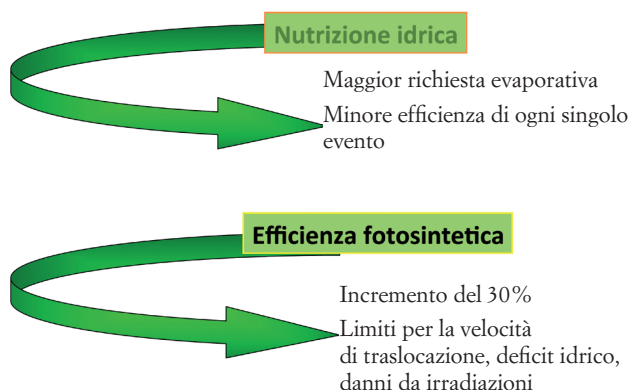 Nutrizione idrica
Maggior richiesta evaporativa
Minore efficienza di ogni singolo
evento
Efficienza fotosintetica
Incremento del 30%
Limiti per la velocità
di traslocazione, deficit idrico,
danni da irradiazioni